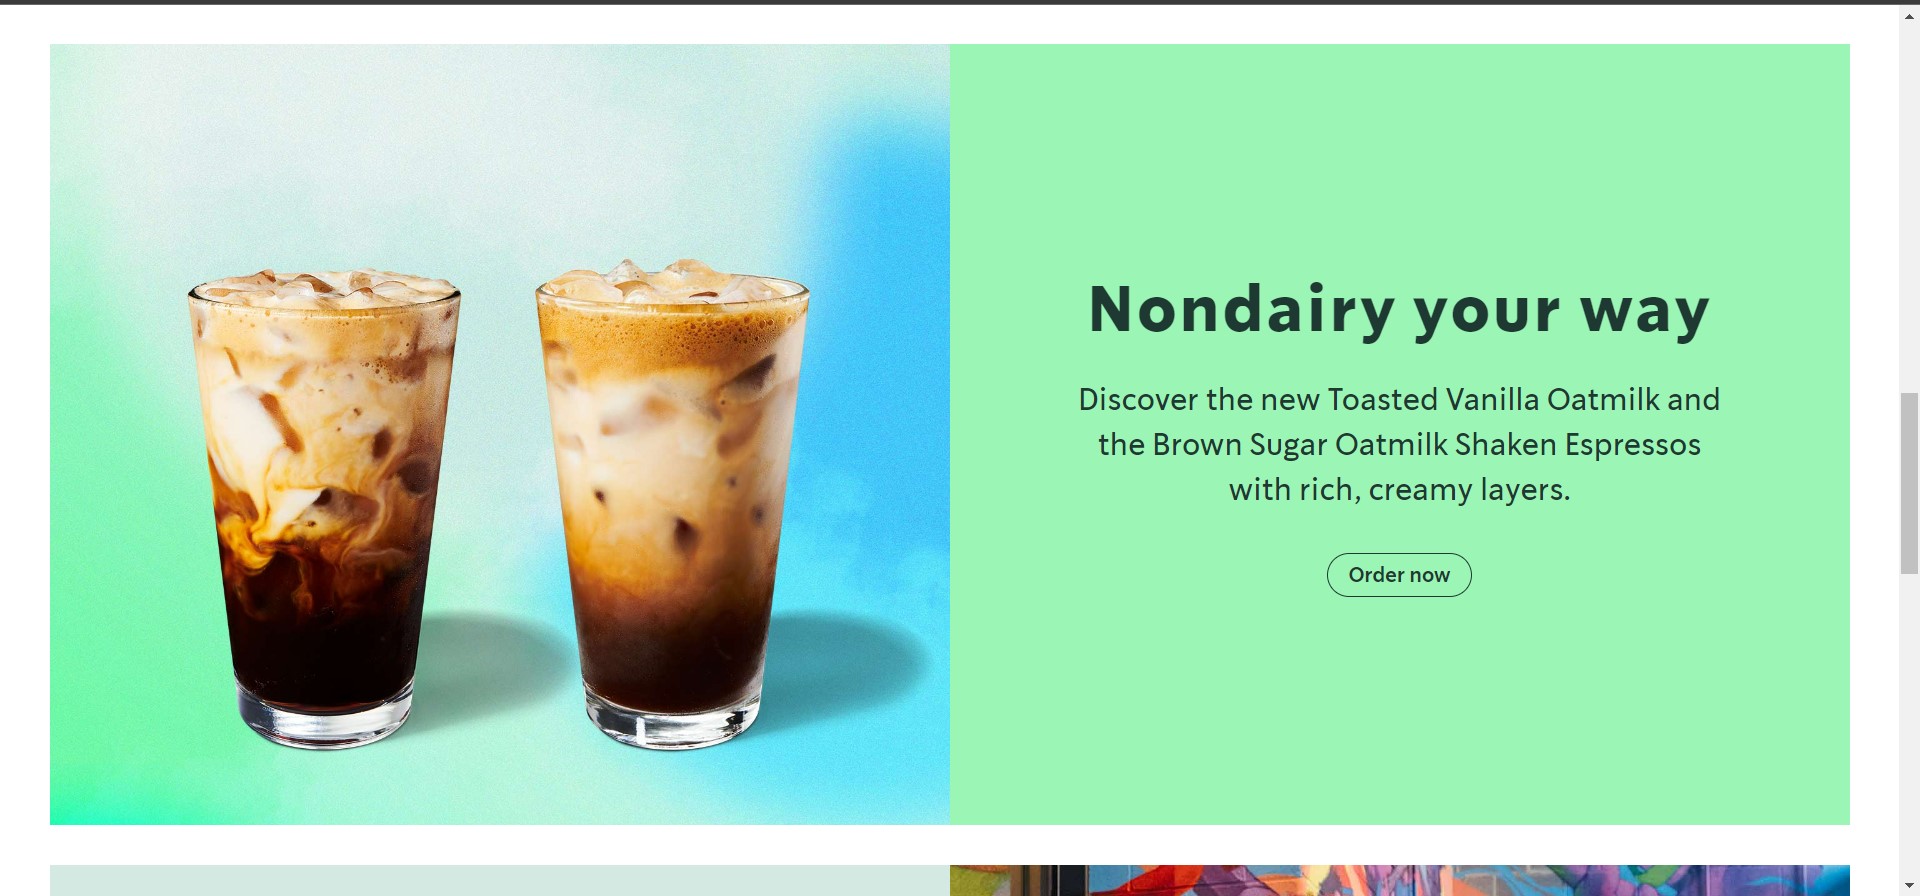 Nondairy your way
Discover the new Toasted Vanilla Oatmilk and
the Brown Sugar Oatmilk Shaken Espressos
with rich, creamy layers.
Order now